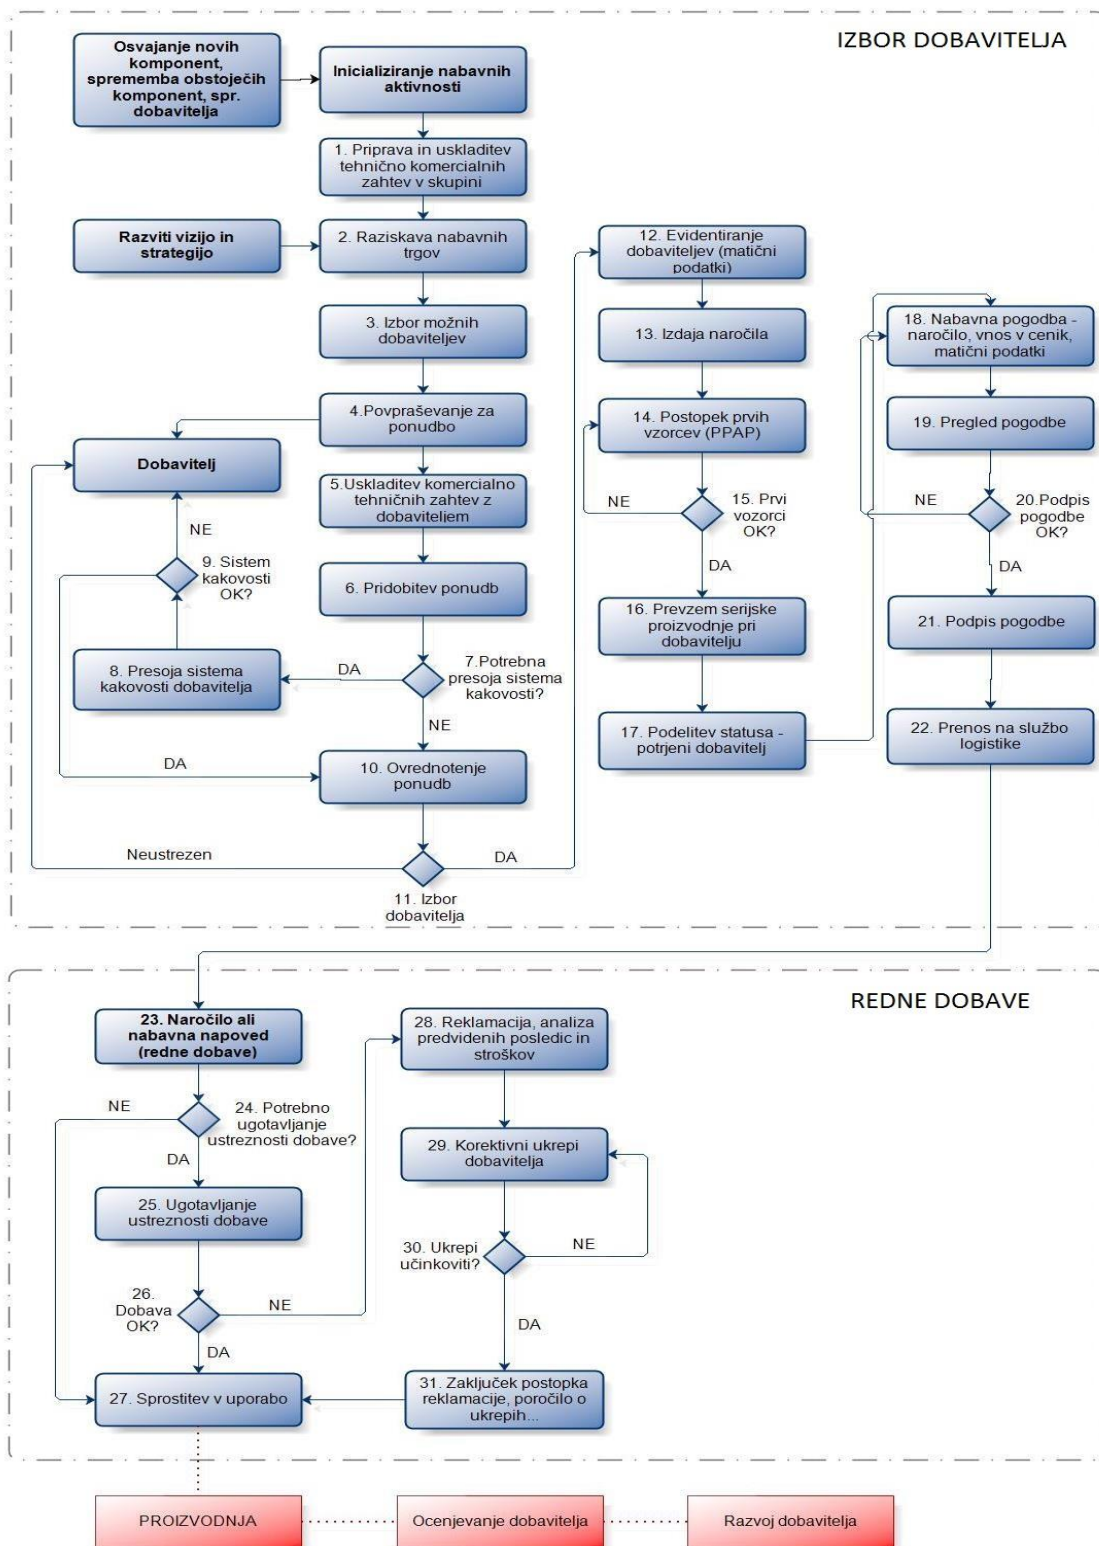 IZBOR DOBAVITELJA
Osvajanje novih
komponent,
sprememba obstoječih
komponent, spr.
dobavitelja
Inicializiranje nabavnih
aktivnosti
1. Priprava in uskladitev
tehnično komercialnih
zahtev v skupini
Razviti vizijo in
strategijo
2. Raziskava nabavnih
trgov
3. Izbor možnih
dobaviteljev
4.Povpraševanje za
ponudbo
Dobavitelj
5.Uskladitev komercialno
tehničnih zahtev z
dobaviteljem
NE
9. Sistem
kakovosti
OK?
6. Pridobitev ponudb
8. Presoja sistema
kakovosti dobavitelja
DA
7.Potrebna
presoja sistema
kakovosti?
NE
DA
10. Ovrednotenje
ponudb
Neustrezen
DA
11. Izbor
dobavitelja
12. Evidentiranje
dobaviteljev (matični
podatki)
13. Izdaja naročila
14. Postopek prvih
vzorcev (PPAP)
NE
15. Prvi
vozorci
OK?
DA
16. Prevzem serijske
proizvodnje pri
dobavitelju
17. Podelitev statusa -
potrjeni dobavitelj
18. Nabavna pogodba -
naročilo, vnos v cenik,
matični podatki
19. Pregled pogodbe
NE
20.Podpis
pogodbe
OK?
DA
21. Podpis pogodbe
22. Prenos na službo
logistike
REDNE DOBAVE
23. Naročilo ali
nabavna napoved
(redne dobave)
NE
24. Potrebno
ugotavljanje
ustreznosti dobave?
DA
25. Ugotavljanje
ustreznosti dobave
26.
Dobava
OK?
NE
DA
27. Sprostitev v uporabo
28. Reklamacija, analiza
predvidenih posledic in
stroškov
29. Korektivni ukrepi
dobavitelja
30. Ukrepi
učinkoviti?
NE
DA
31. Zaključek postopka
reklamacije, poročilo o
ukrepih...
PROIZVODNJA
Ocenjevanje dobavitelja
Razvoj dobavitelja